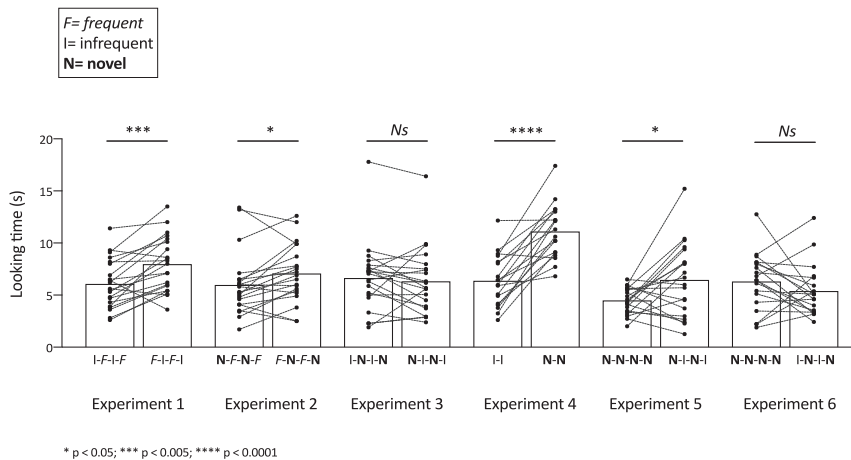 F= frequent
I= infrequent
N= novel
*** * Ns **** * Ns
20
15
10
5
0
Looking time (s)
I-F-I-F F-I-F-I N-F-N-F F-N-F-N I-N-I-N N-I-N-I I-I N-N N-N-N-N N-I-N-I N-N-N-N I-N-I-N
Experiment 1 Experiment 2 Experiment 3 Experiment 4 Experiment 5 Experiment 6
* p < 0.05; *** p < 0.005; **** p < 0.0001